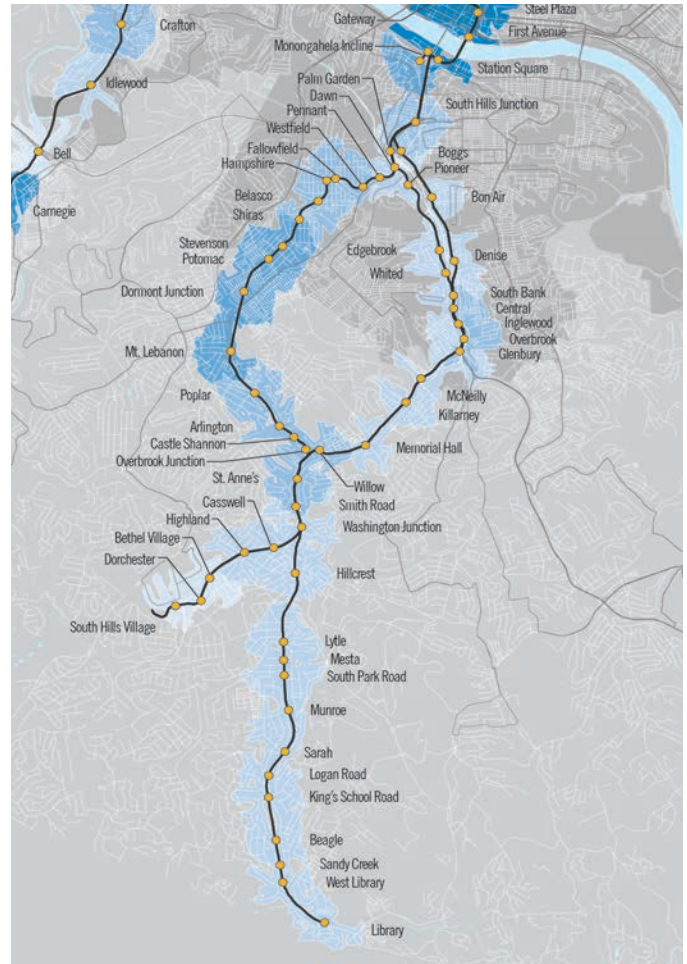 Steel Plaza
Gateway
Crafton
First Avenue
Monongahela Incline
Station Square
Palm Garden
Idlewood
Dawn
South Hills Junction
Pennant
Westfield
Fallowfield
Bell
Boggs
Hampshire
Pioneer
Belasco
Bon Air
Carnegie
Shiras
Stevenson
Edgebrook
Denise
Potomac
Whited
Dormont Junction
South Bank
Central
Inglewood
Overbrook
Mt. Lebanon
Glenbury
McNeilly
Poplar
Killarney
Arlington
Castle Shannon
Memorial Hall
Overbrook Junction
St. Anne's
Willow
Casswell
Smith Road
Highland
Washington Junction
Bethel Village
Dorchester
Hillcrest
South Hills Village
Lytle
Mesta
South Park Road
Munroe
Sarah
Logan Road
King's School Road
Beagle
Sandy Creek
West Library
Library